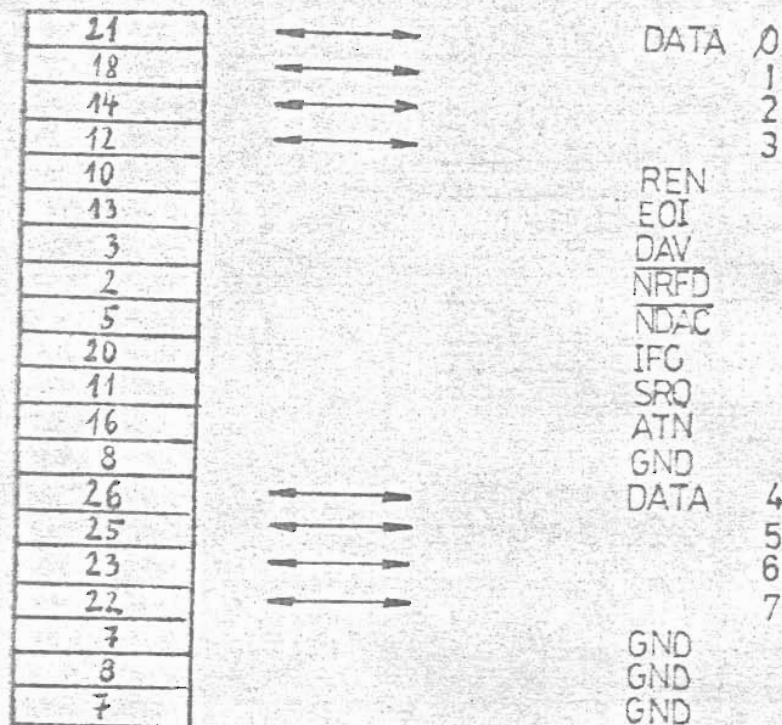 21 DATA 0
18 1
14 2
12 3
10 REN
13 EOI
3 DAV
2 NRFD
5 NDAC
20 IFC
11 SRQ
16 ATN
8 GND
26 DATA 4
25 5
23 6
22 7
7 GND
8 GND
7 GND